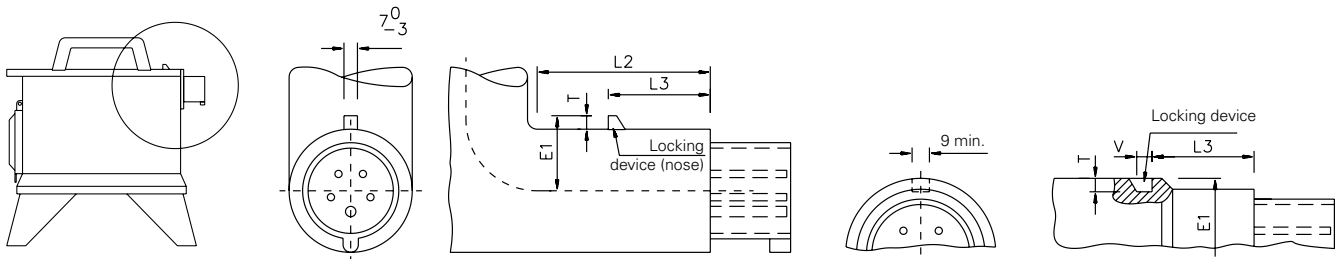 7 0 -3
L2
L3
T
E1
Locking
device (nose)
9 min.
Locking device
V
L3
T
E1